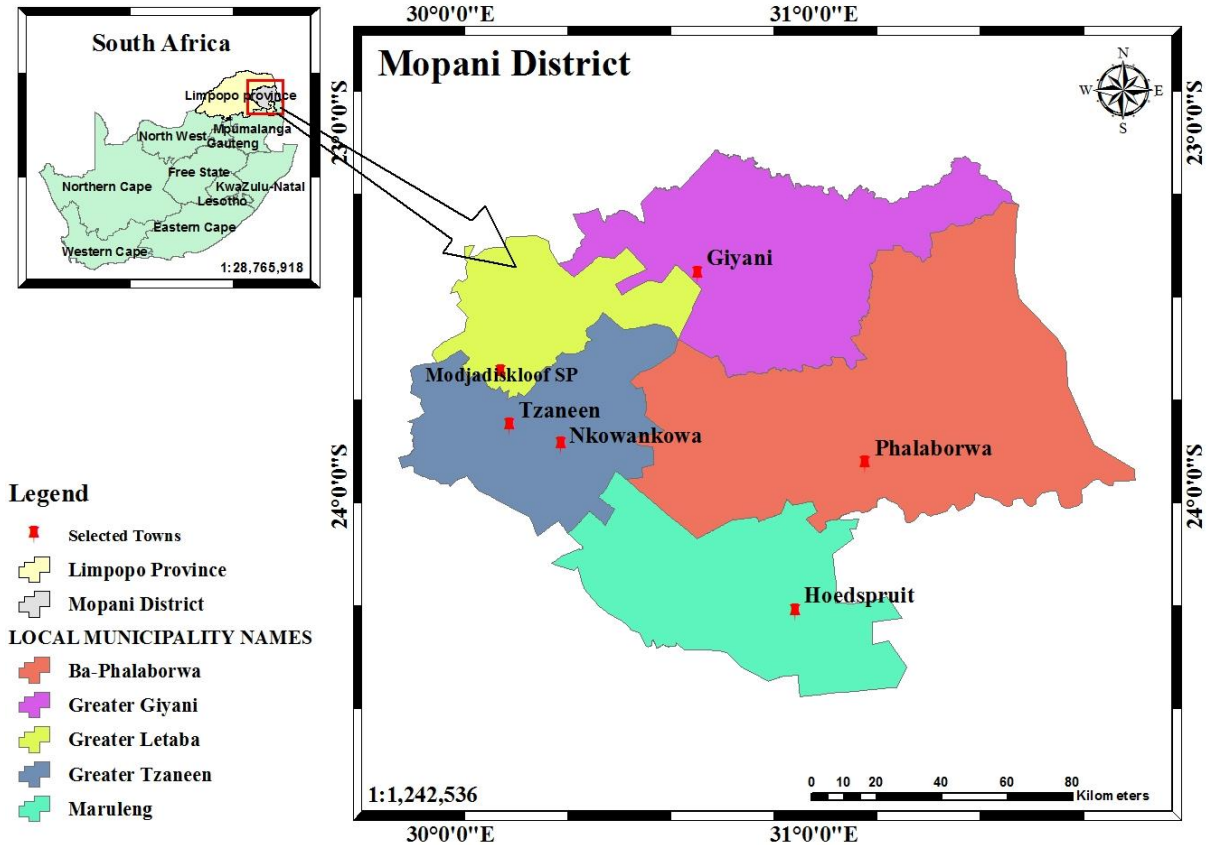 30°0'0"E
31°0'0"E
South Africa
Limpopo province
Mpumalanga
North West
Gauteng
Free State
KwaZulu-Natal
Northern Cape
Lesotho
Eastern Cape
Western Cape
1:28,765,918
Mopani District
N
W
E
S
23°0'0"S
23°0'0"S
Giyani
Modjadjskloof SP
Tzaneen
Nkowankowa
Phalaborwa
24°0'0"S
24°0'0"S
Hoedspruit
Legend
Selected Towns
Limpopo Province
Mopani District
LOCAL MUNICIPALITY NAMES
Ba-Phalaborwa
Greater Giyani
Greater Letaba
Greater Tzaneen
Maruleng
1:1,242,536
0 10 20 40 60 80
Kilometers
30°0'0"E
31°0'0"E